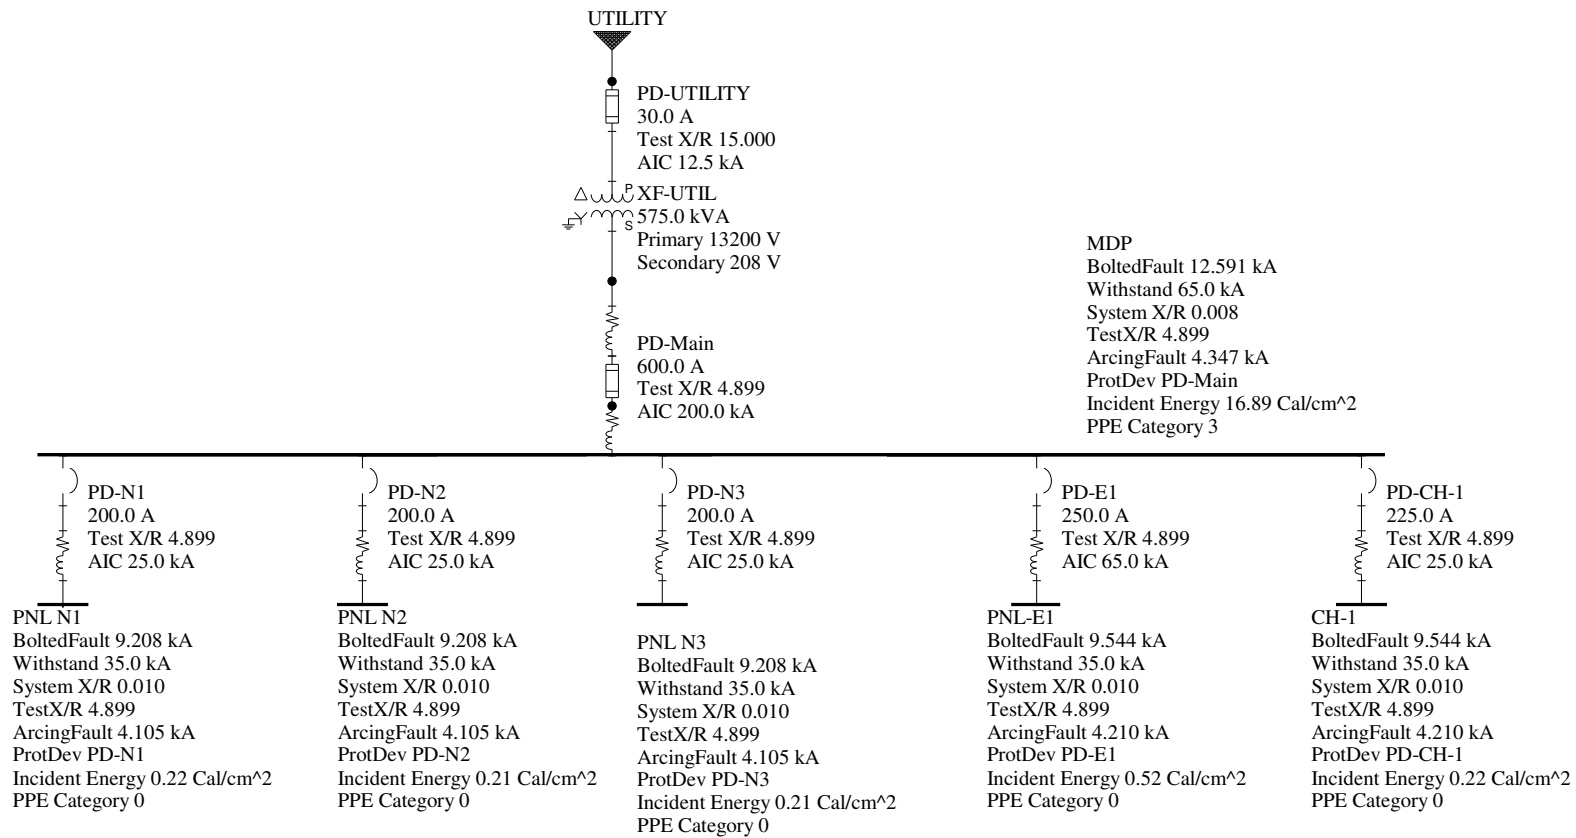 UTILITY
PD-UTILITY
30.0 A
Test X/R 15.000
AIC 12.5 kA
P
XF-UTIL
575.0 kVA
S
Primary 13200 V
Secondary 208 V
PD-Main
600.0 A
Test X/R 4.899
AIC 200.0 kA
MDP
BoltedFault 12.591 kA
Withstand 65.0 kA
System X/R 0.008
TestX/R 4.899
ArcingFault 4.347 kA
ProtDev PD-Main
Incident Energy 16.89 Cal/cm^2
PPE Category 3
PD-N1
200.0 A
Test X/R 4.899
AIC 25.0 kA
PD-N2
200.0 A
Test X/R 4.899
AIC 25.0 kA
PD-N3
200.0 A
Test X/R 4.899
AIC 25.0 kA
PD-E1
250.0 A
Test X/R 4.899
AIC 65.0 kA
PD-CH-1
225.0 A
Test X/R 4.899
AIC 25.0 kA
PNL N1
BoltedFault 9.208 kA
Withstand 35.0 kA
System X/R 0.010
TestX/R 4.899
ArcingFault 4.105 kA
ProtDev PD-N1
Incident Energy 0.22 Cal/cm^2
PPE Category 0
PNL N2
BoltedFault 9.208 kA
Withstand 35.0 kA
System X/R 0.010
TestX/R 4.899
ArcingFault 4.105 kA
ProtDev PD-N2
Incident Energy 0.21 Cal/cm^2
PPE Category 0
PNL N3
BoltedFault 9.208 kA
Withstand 35.0 kA
System X/R 0.010
TestX/R 4.899
ArcingFault 4.105 kA
ProtDev PD-N3
Incident Energy 0.21 Cal/cm^2
PPE Category 0
PNL-E1
BoltedFault 9.544 kA
Withstand 35.0 kA
System X/R 0.010
TestX/R 4.899
ArcingFault 4.210 kA
ProtDev PD-E1
Incident Energy 0.52 Cal/cm^2
PPE Category 0
CH-1
BoltedFault 9.544 kA
Withstand 35.0 kA
System X/R 0.010
TestX/R 4.899
ArcingFault 4.210 kA
ProtDev PD-CH-1
Incident Energy 0.22 Cal/cm^2
PPE Category 0